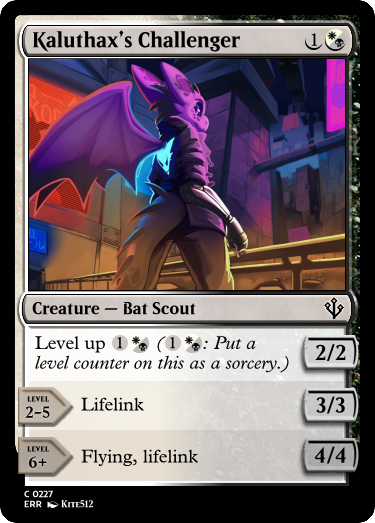 Kaluthax's Challenger 1
Creature — Bat Scout
Level up 1 (1 : Put a
level counter on this as a sorcery.)
2/2
LEVEL
2-5
Lifelink
3/3
LEVEL
6+
Flying, lifelink
4/4
C 0227
ERR KITE512